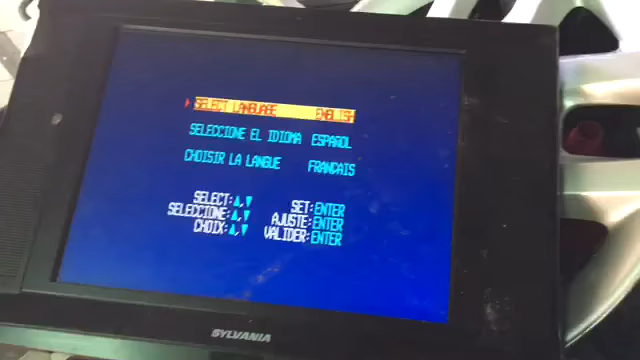 SELECT LANGUAGE ENGLISH
SELECCIONE EL IDIOMA ESPAÑOL
CHOISIR LA LANGUE FRANCAIS
SELECT:▲,▼ SET:ENTER
SELECCIONE:▲,▼ AJUSTE:ENTER
CHOIX:▲,▼ VALIDER:ENTER
SYLVANIA